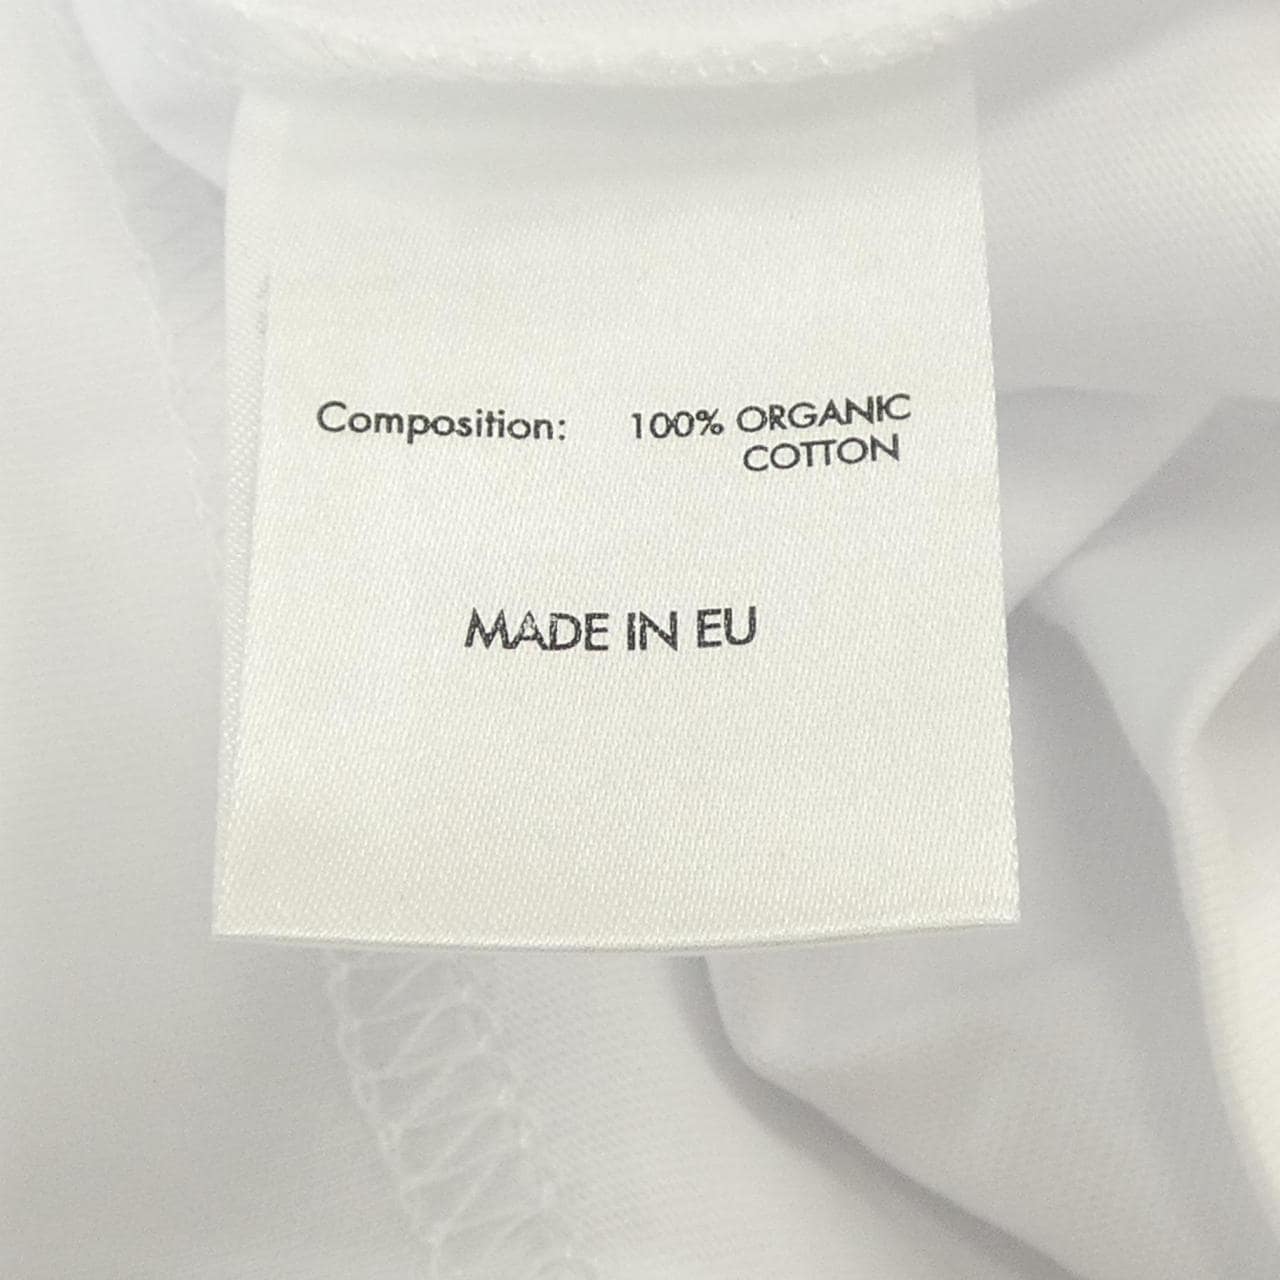 Composition: 100% ORGANIC
COTTON
MADE IN EU